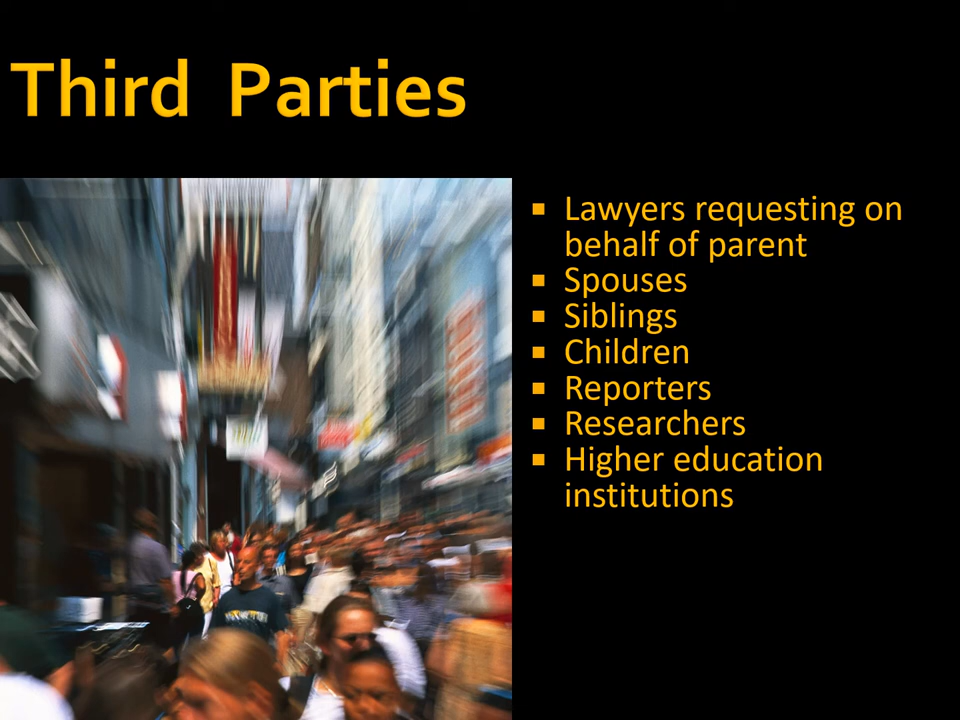 Third Parties
▪ Lawyers requesting on
behalf of parent
▪ Spouses
▪ Siblings
▪ Children
▪ Reporters
▪ Researchers
▪ Higher education
institutions